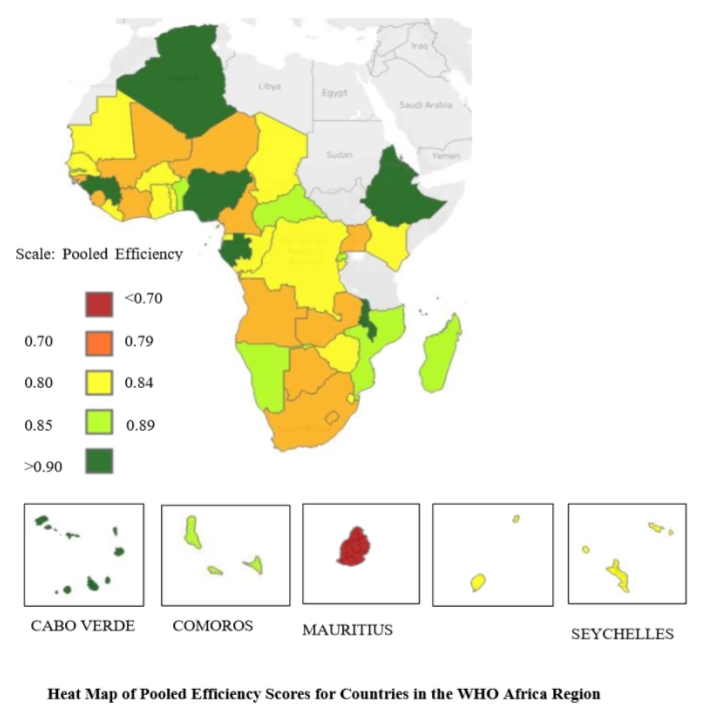 Iraq
Algeria
Libya
Egypt
Saudi Arabia
Sudan
Yemen
Scale: Pooled Efficiency
<0.70
0.70 0.79
0.80 0.84
0.85 0.89
>0.90
CABO VERDE
COMOROS
MAURITIUS
SEYCHELLES
Heat Map of Pooled Efficiency Scores for Countries in the WHO Africa Region